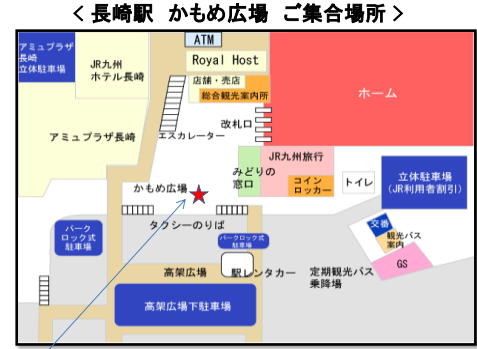 < 長崎駅 かもめ広場 ご集合場所 >
ATM
アミュプラザ
長崎
立体駐車場
JR九州
ホテル長崎
Royal Host
店舗・売店
総合観光案内所
ホーム
アミュプラザ長崎
エスカレーター
改札口
みどりの
窓口
JR九州旅行
コイン
ロッカー
トイレ
立体駐車場
(JR利用者割引)
かもめ広場
タクシーのりば
パーク
ロック式
駐車場
パークロック式
駐車場
交番
観光バス
案内
GS
高架広場
駅レンタカー
定期観光バス
乗降場
高架広場下駐車場